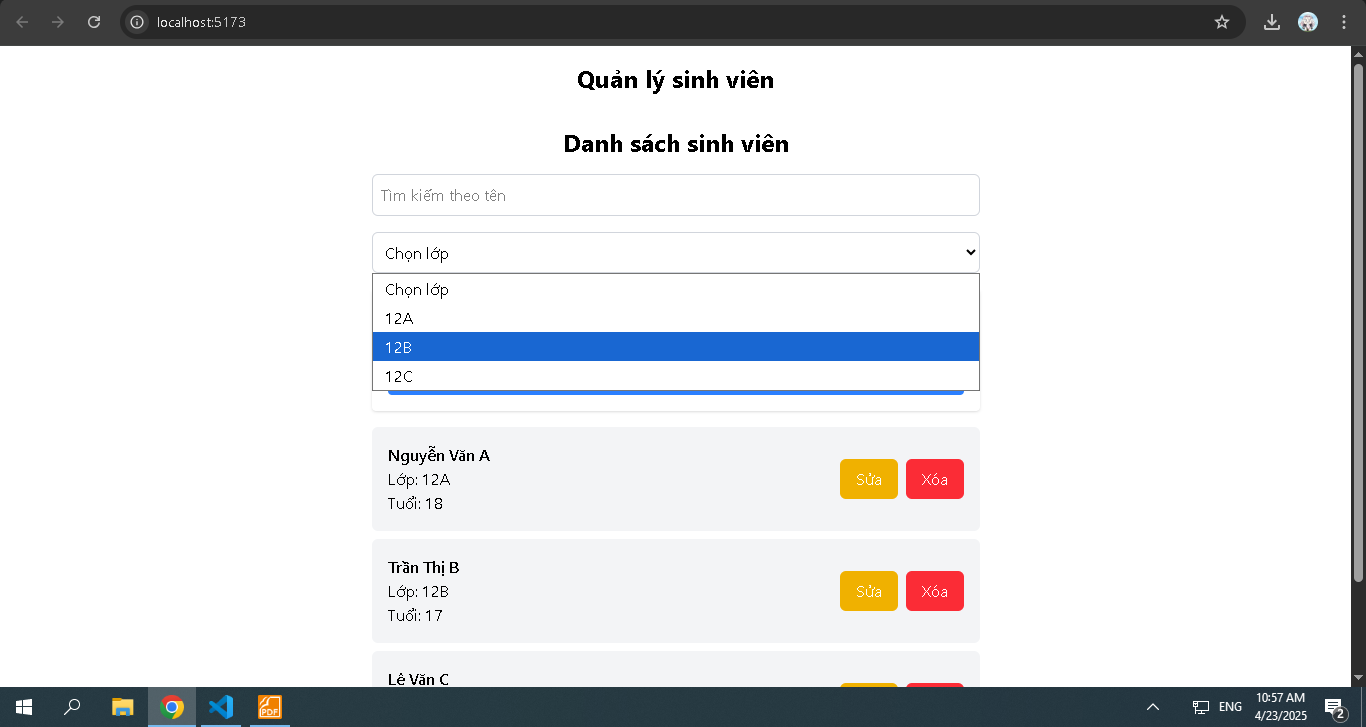 localhost:5173
Quản lý sinh viên
Danh sách sinh viên
Tìm kiếm theo tên
Chọn lớp
Chọn lớp
12A
12B
12C
Nguyễn Văn A
Lớp: 12A
Tuổi: 18
Sửa
Xóa
Trần Thị B
Lớp: 12B
Tuổi: 17
Sửa
Xóa
Lê Văn C
PDF
ENG
10:57 AM
4/23/2025
2